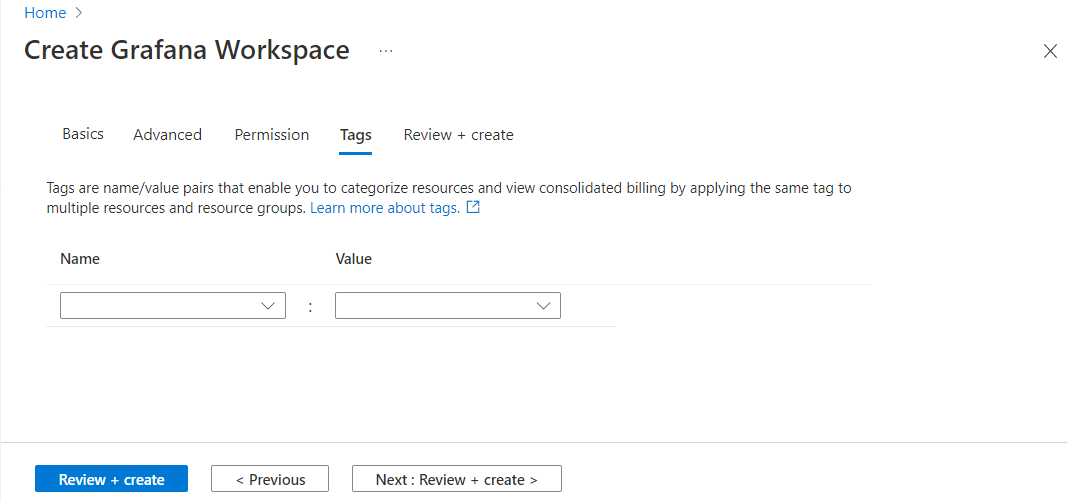 Home >
Create Grafana Workspace ...
Basics Advanced Permission Tags Review + create
Tags are name/value pairs that enable you to categorize resources and view consolidated billing by applying the same tag to
multiple resources and resource groups. Learn more about tags.
Name Value
:
Review + create < Previous Next : Review + create >